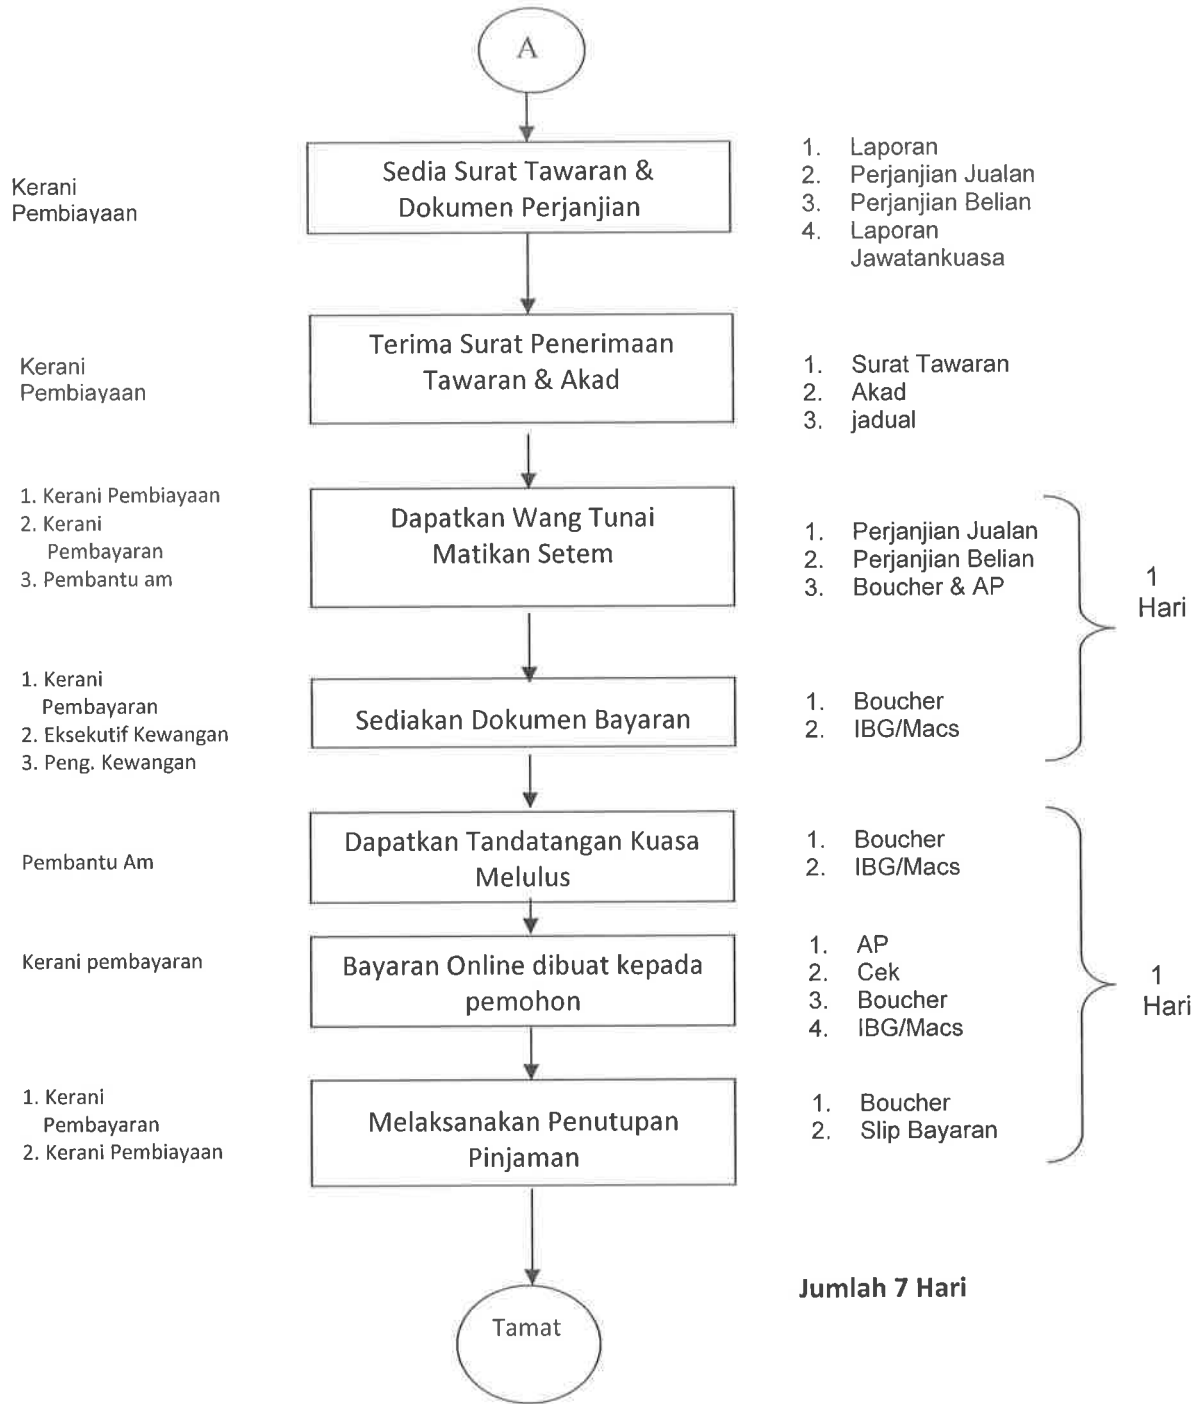 A
Kerani
Pembiayaan
Sedia Surat Tawaran &
Dokumen Perjanjian
1. Laporan
2. Perjanjian Jualan
3. Perjanjian Belian
4. Laporan
Jawatankuasa
Kerani
Pembiayaan
Terima Surat Penerimaan
Tawaran & Akad
1. Surat Tawaran
2. Akad
3. jadual
1. Kerani Pembiayaan
2. Kerani
Pembayaran
3. Pembantu am
Dapatkan Wang Tunai
Matikan Setem
1. Perjanjian Jualan
2. Perjanjian Belian
3. Boucher & AP
1
Hari
1. Kerani
Pembayaran
2. Eksekutif Kewangan
3. Peng. Kewangan
Sediakan Dokumen Bayaran
1. Boucher
2. IBG/Macs
Pembantu Am
Dapatkan Tandatangan Kuasa
Melulus
1. Boucher
2. IBG/Macs
Kerani pembayaran
Bayaran Online dibuat kepada
pemohon
1. AP
2. Cek
3. Boucher
4. IBG/Macs
1
Hari
1. Kerani
Pembayaran
2. Kerani Pembiayaan
Melaksanakan Penutupan
Pinjaman
1. Boucher
2. Slip Bayaran
Jumlah 7 Hari
Tamat